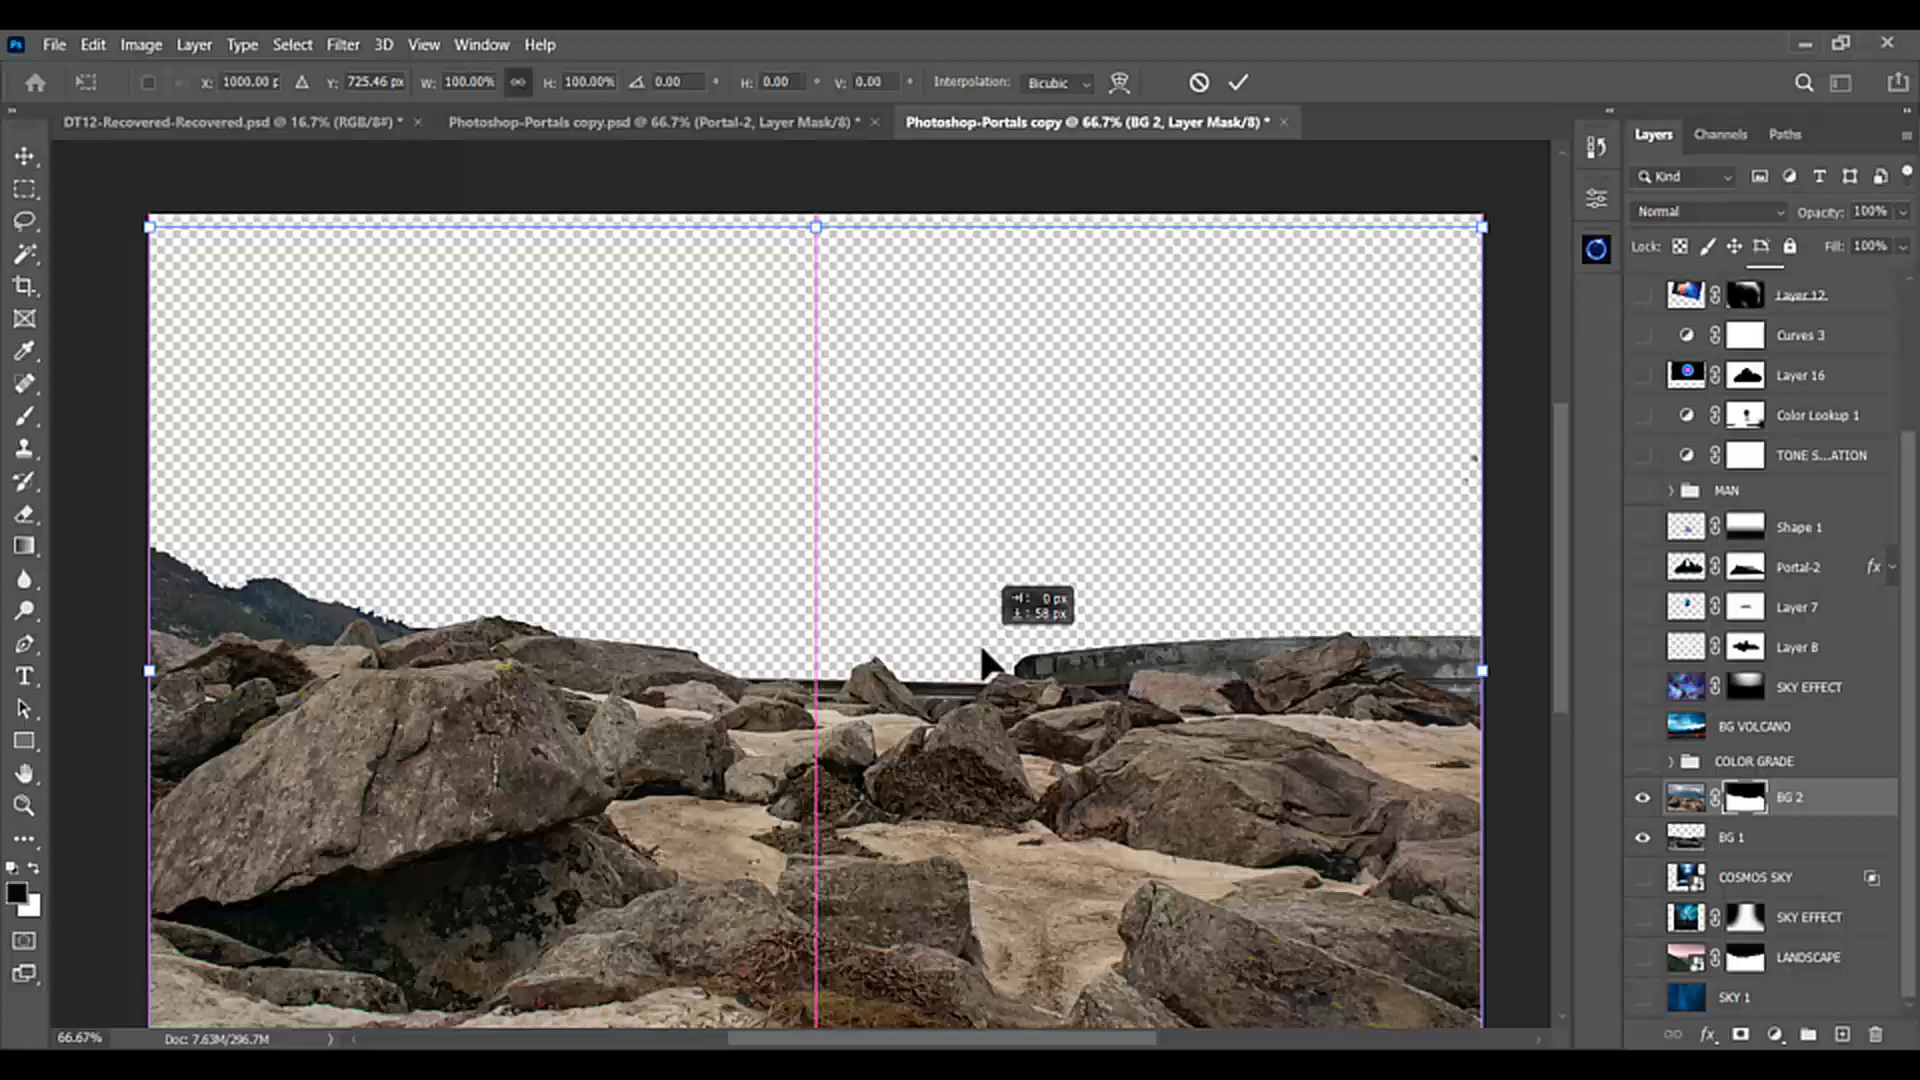 Ps File Edit Image Layer Type Select Filter 3D View Window Help
X: 1000.00 p Y: 725.46 px W: 100.00% H: 100.00% 0.00 ° H: 0.00 ° V: 0.00 ° Interpolation: Bicubic
DT12-Recovered-Recovered.psd @ 16.7% (RGB/8#) * × Photoshop-Portals copy.psd @ 66.7% (Portal-2, Layer Mask/8) * × Photoshop-Portals copy @ 66.7% (BG 2, Layer Mask/8) * ×
Layers Channels Paths
Kind
Normal Opacity: 100%
Lock: Fill: 100%
Layer 12
Curves 3
Layer 16
Color Lookup 1
TONE S...ATION
MAN
Shape 1
Portal-2 fx
Layer 7
Layer 8
SKY EFFECT
BG VOLCANO
COLOR GRADE
BG 2
BG 1
COSMOS SKY
SKY EFFECT
LANDSCAPE
SKY 1
: 0 px
: 58 px
66.67% Doc: 7.63M/296.7M
fx